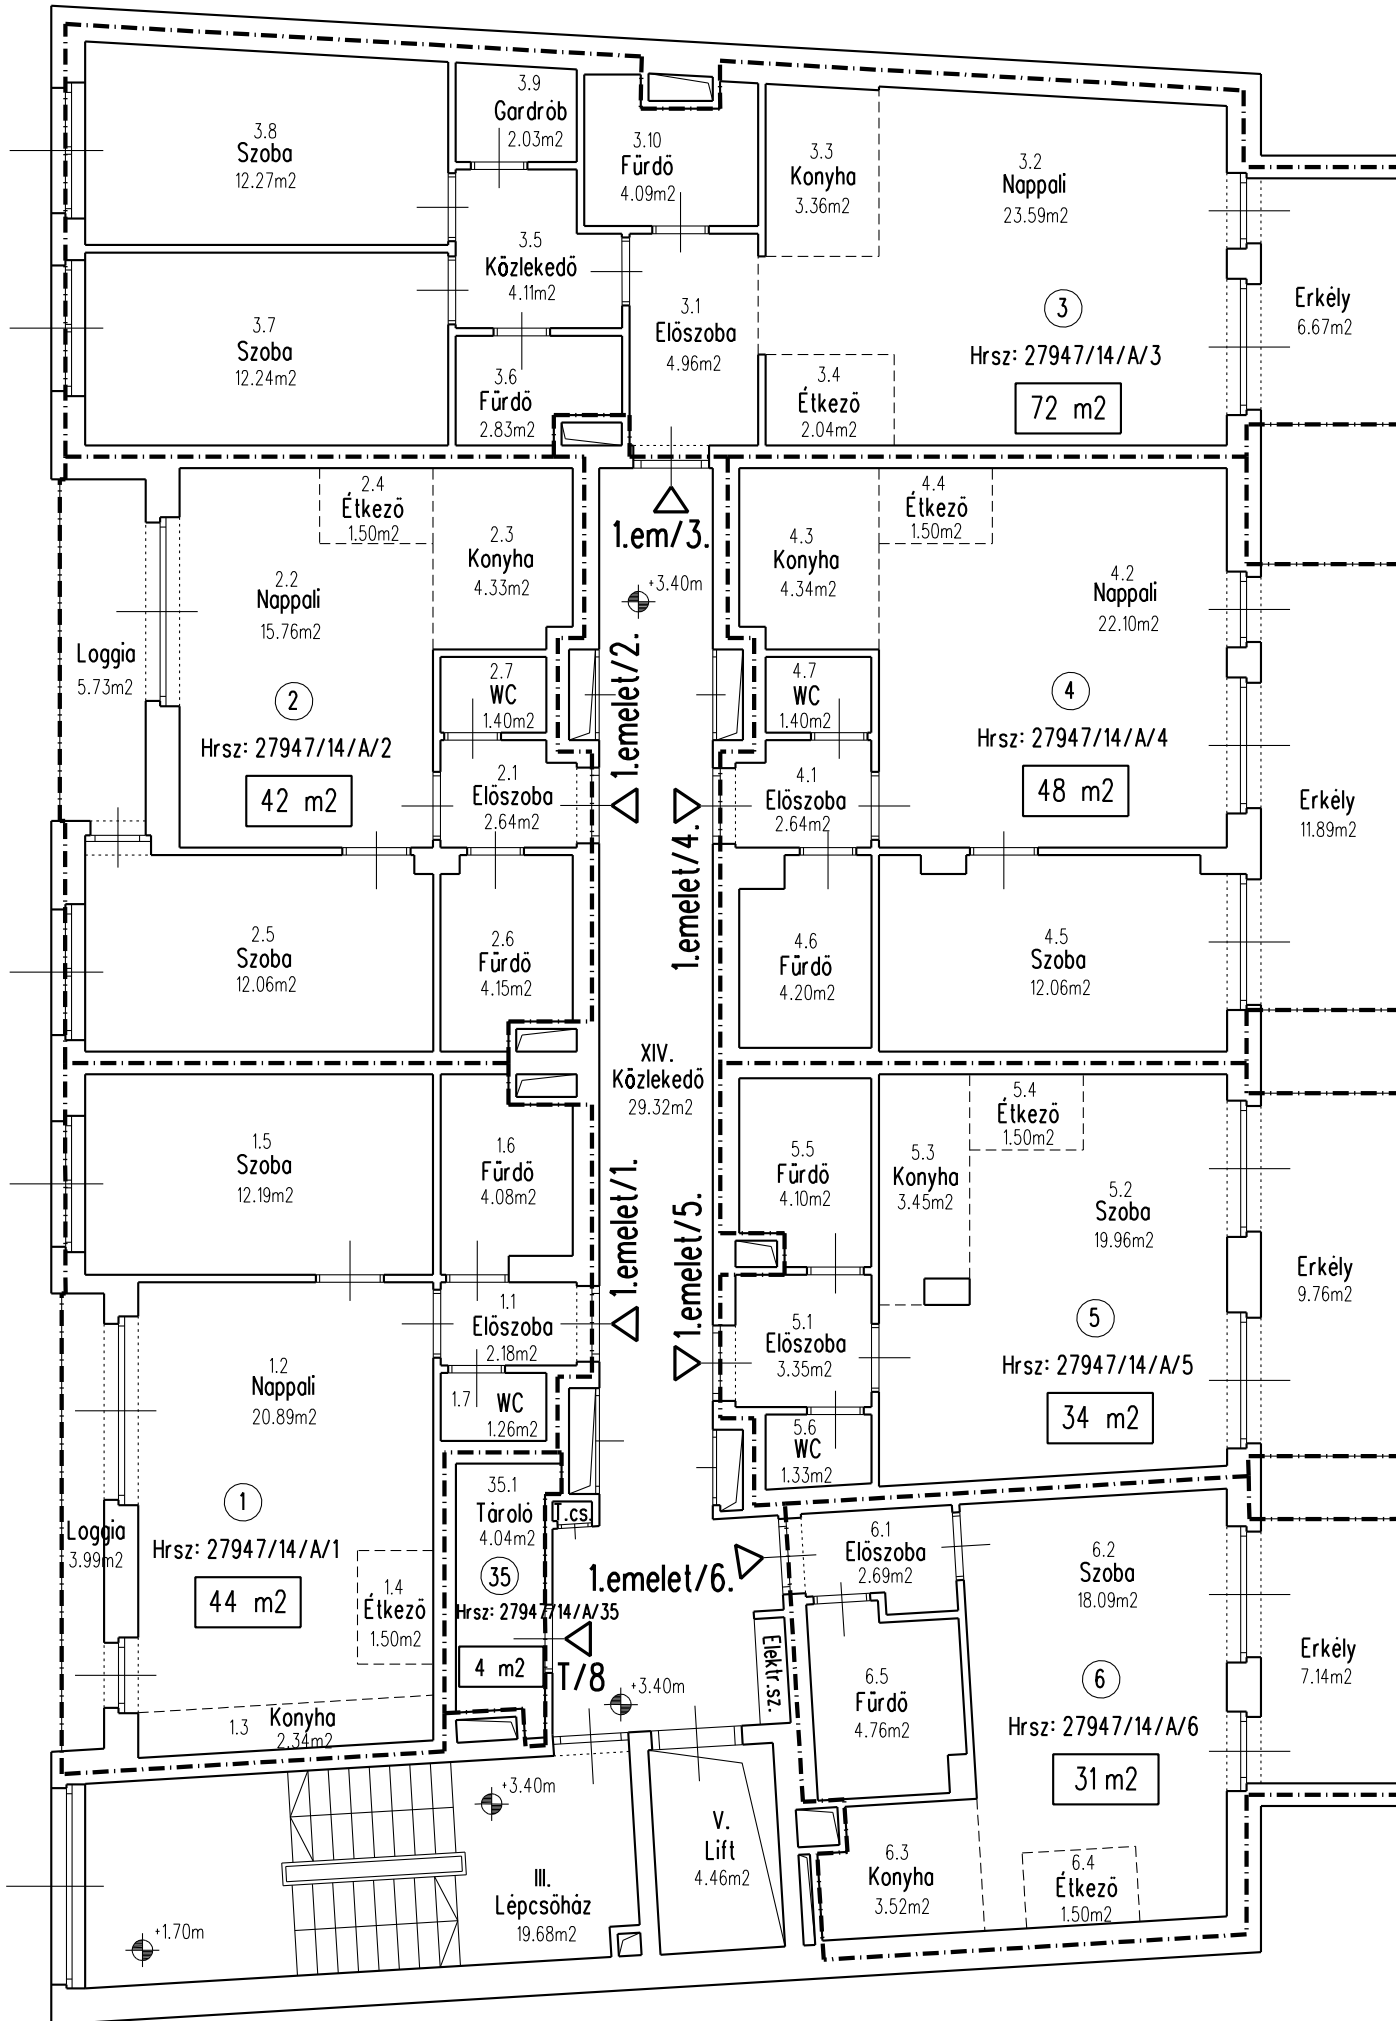 3.9
Gardrób
2.03m2
3.8
Szoba
12.27m2
3.10
Fürdő
4.09m2
3.3
Konyha
3.36m2
3.2
Nappali
23.59m2
3.5
Közlekedő
4.11m2
3.1
Előszoba
4.96m2
3
Hrsz: 27947/14/A/3
72 m2
Erkély
6.67m2
3.7
Szoba
12.24m2
3.6
Fürdő
2.83m2
3.4
Étkező
2.04m2
2.4
Étkező
1.50m2
2.3
Konyha
4.33m2
1.em/3.
+3.40m
4.3
Konyha
4.34m2
4.4
Étkező
1.50m2
2.2
Nappali
15.76m2
4.2
Nappali
22.10m2
Loggia
5.73m2
2
Hrsz: 27947/14/A/2
42 m2
2.7
WC
1.40m2
1.emelet/2.
4.7
WC
1.40m2
4
Hrsz: 27947/14/A/4
48 m2
2.1
Előszoba
2.64m2
1.emelet/4.
4.1
Előszoba
2.64m2
Erkély
11.89m2
2.5
Szoba
12.06m2
2.6
Fürdő
4.15m2
4.6
Fürdő
4.20m2
4.5
Szoba
12.06m2
XIV.
Közlekedő
29.32m2
1.5
Szoba
12.19m2
1.6
Fürdő
4.08m2
5.5
Fürdő
4.10m2
5.3
Konyha
3.45m2
5.4
Étkező
1.50m2
5.2
Szoba
19.96m2
1.emelet/1.
1.emelet/5.
Erkély
9.76m2
1.1
Előszoba
2.18m2
5.1
Előszoba
3.35m2
5
Hrsz: 27947/14/A/5
34 m2
1.2
Nappali
20.89m2
1.7
WC
1.26m2
5.6
WC
1.33m2
1
Hrsz: 27947/14/A/1
44 m2
Loggia
3.99m2
35.1
Tároló
4.04m2
35
Hrsz: 27947/14/A/35
4 m2
T.cs.
1.emelet/6.
T/8
6.1
Előszoba
2.69m2
6.2
Szoba
18.09m2
1.4
Étkező
1.50m2
Elektr.sz.
+3.40m
6.5
Fürdő
4.76m2
6
Hrsz: 27947/14/A/6
31 m2
Erkély
7.14m2
1.3
Konyha
2.34m2
+3.40m
V.
Lift
4.46m2
III.
Lépcsőház
19.68m2
+1.70m
6.3
Konyha
3.52m2
6.4
Étkező
1.50m2